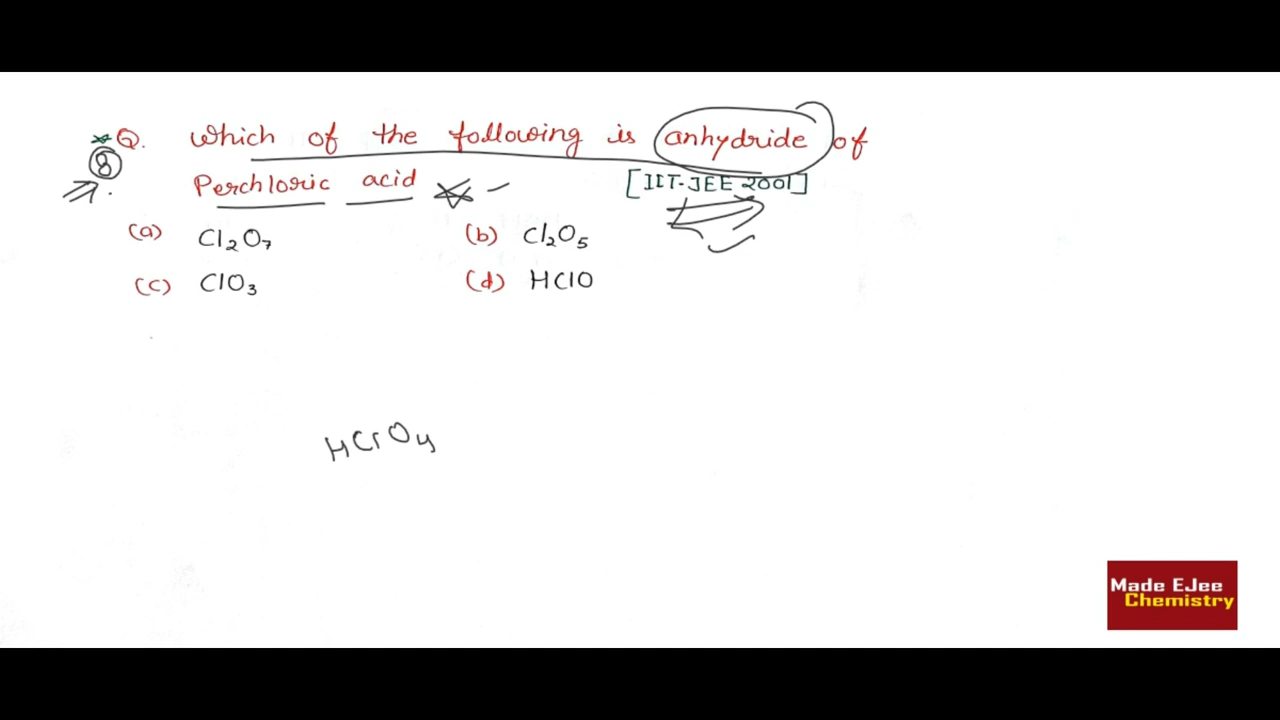 Q. Which of the following is anhydride of
8
Perchloric acid [IIT-JEE 2001]
(a) Cl2O7 (b) Cl2O5
(c) ClO3 (d) HClO
HClO4
Made EJee
Chemistry